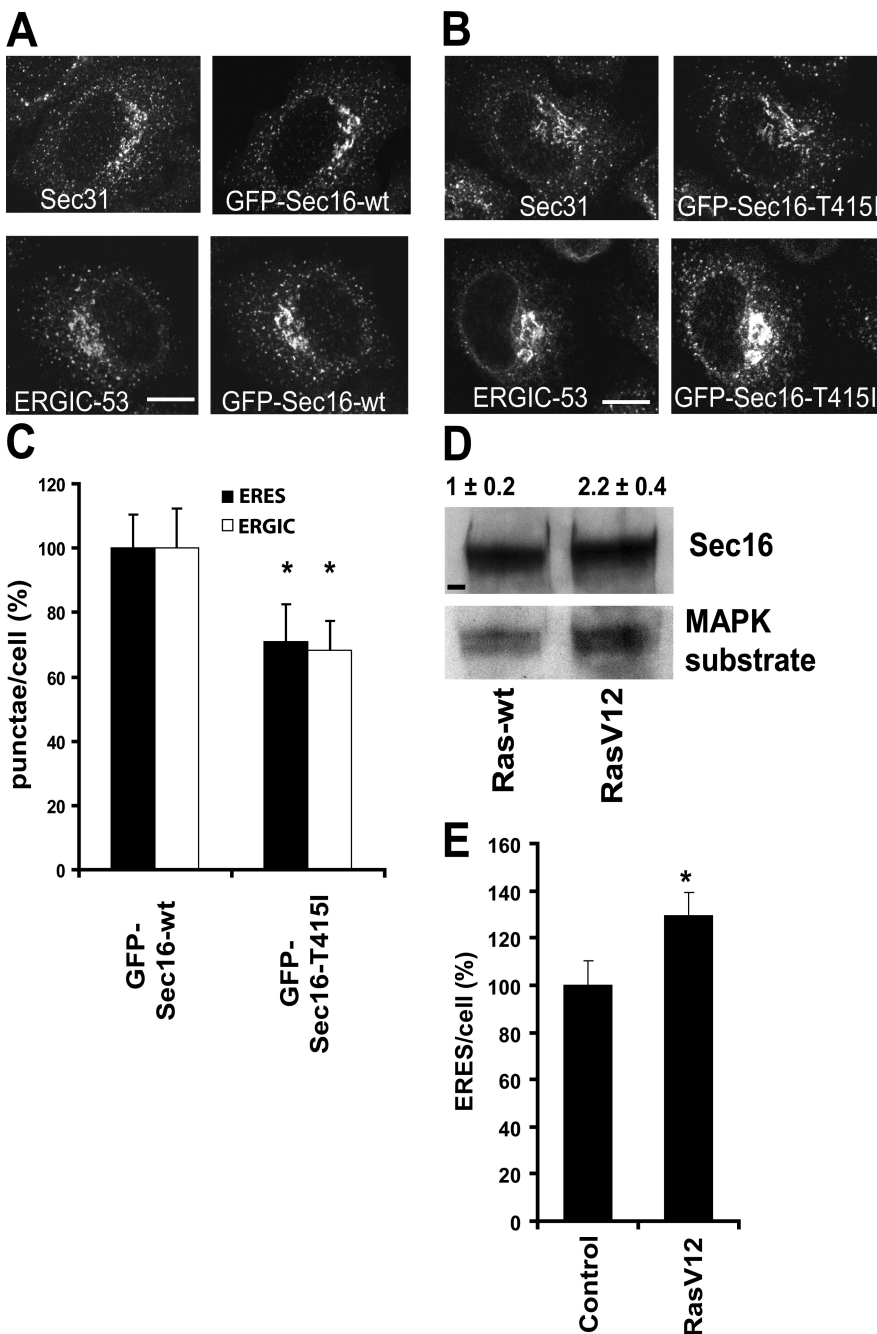 A
B
Sec31
GFP-Sec16-wt
Sec31
GFP-Sec16-T415I
ERGIC-53
GFP-Sec16-wt
ERGIC-53
GFP-Sec16-T415I
C
120
100
80
60
40
20
0
punctae/cell (%)
ERES
ERGIC
* *
GFP-
Sec16-wt
GFP-
Sec16-T415I
D
1 ± 0.2 2.2 ± 0.4
Sec16
MAPK
substrate
Ras-wt
RasV12
E
160
140
120
100
80
60
40
20
0
ERES/cell (%)
*
Control
RasV12